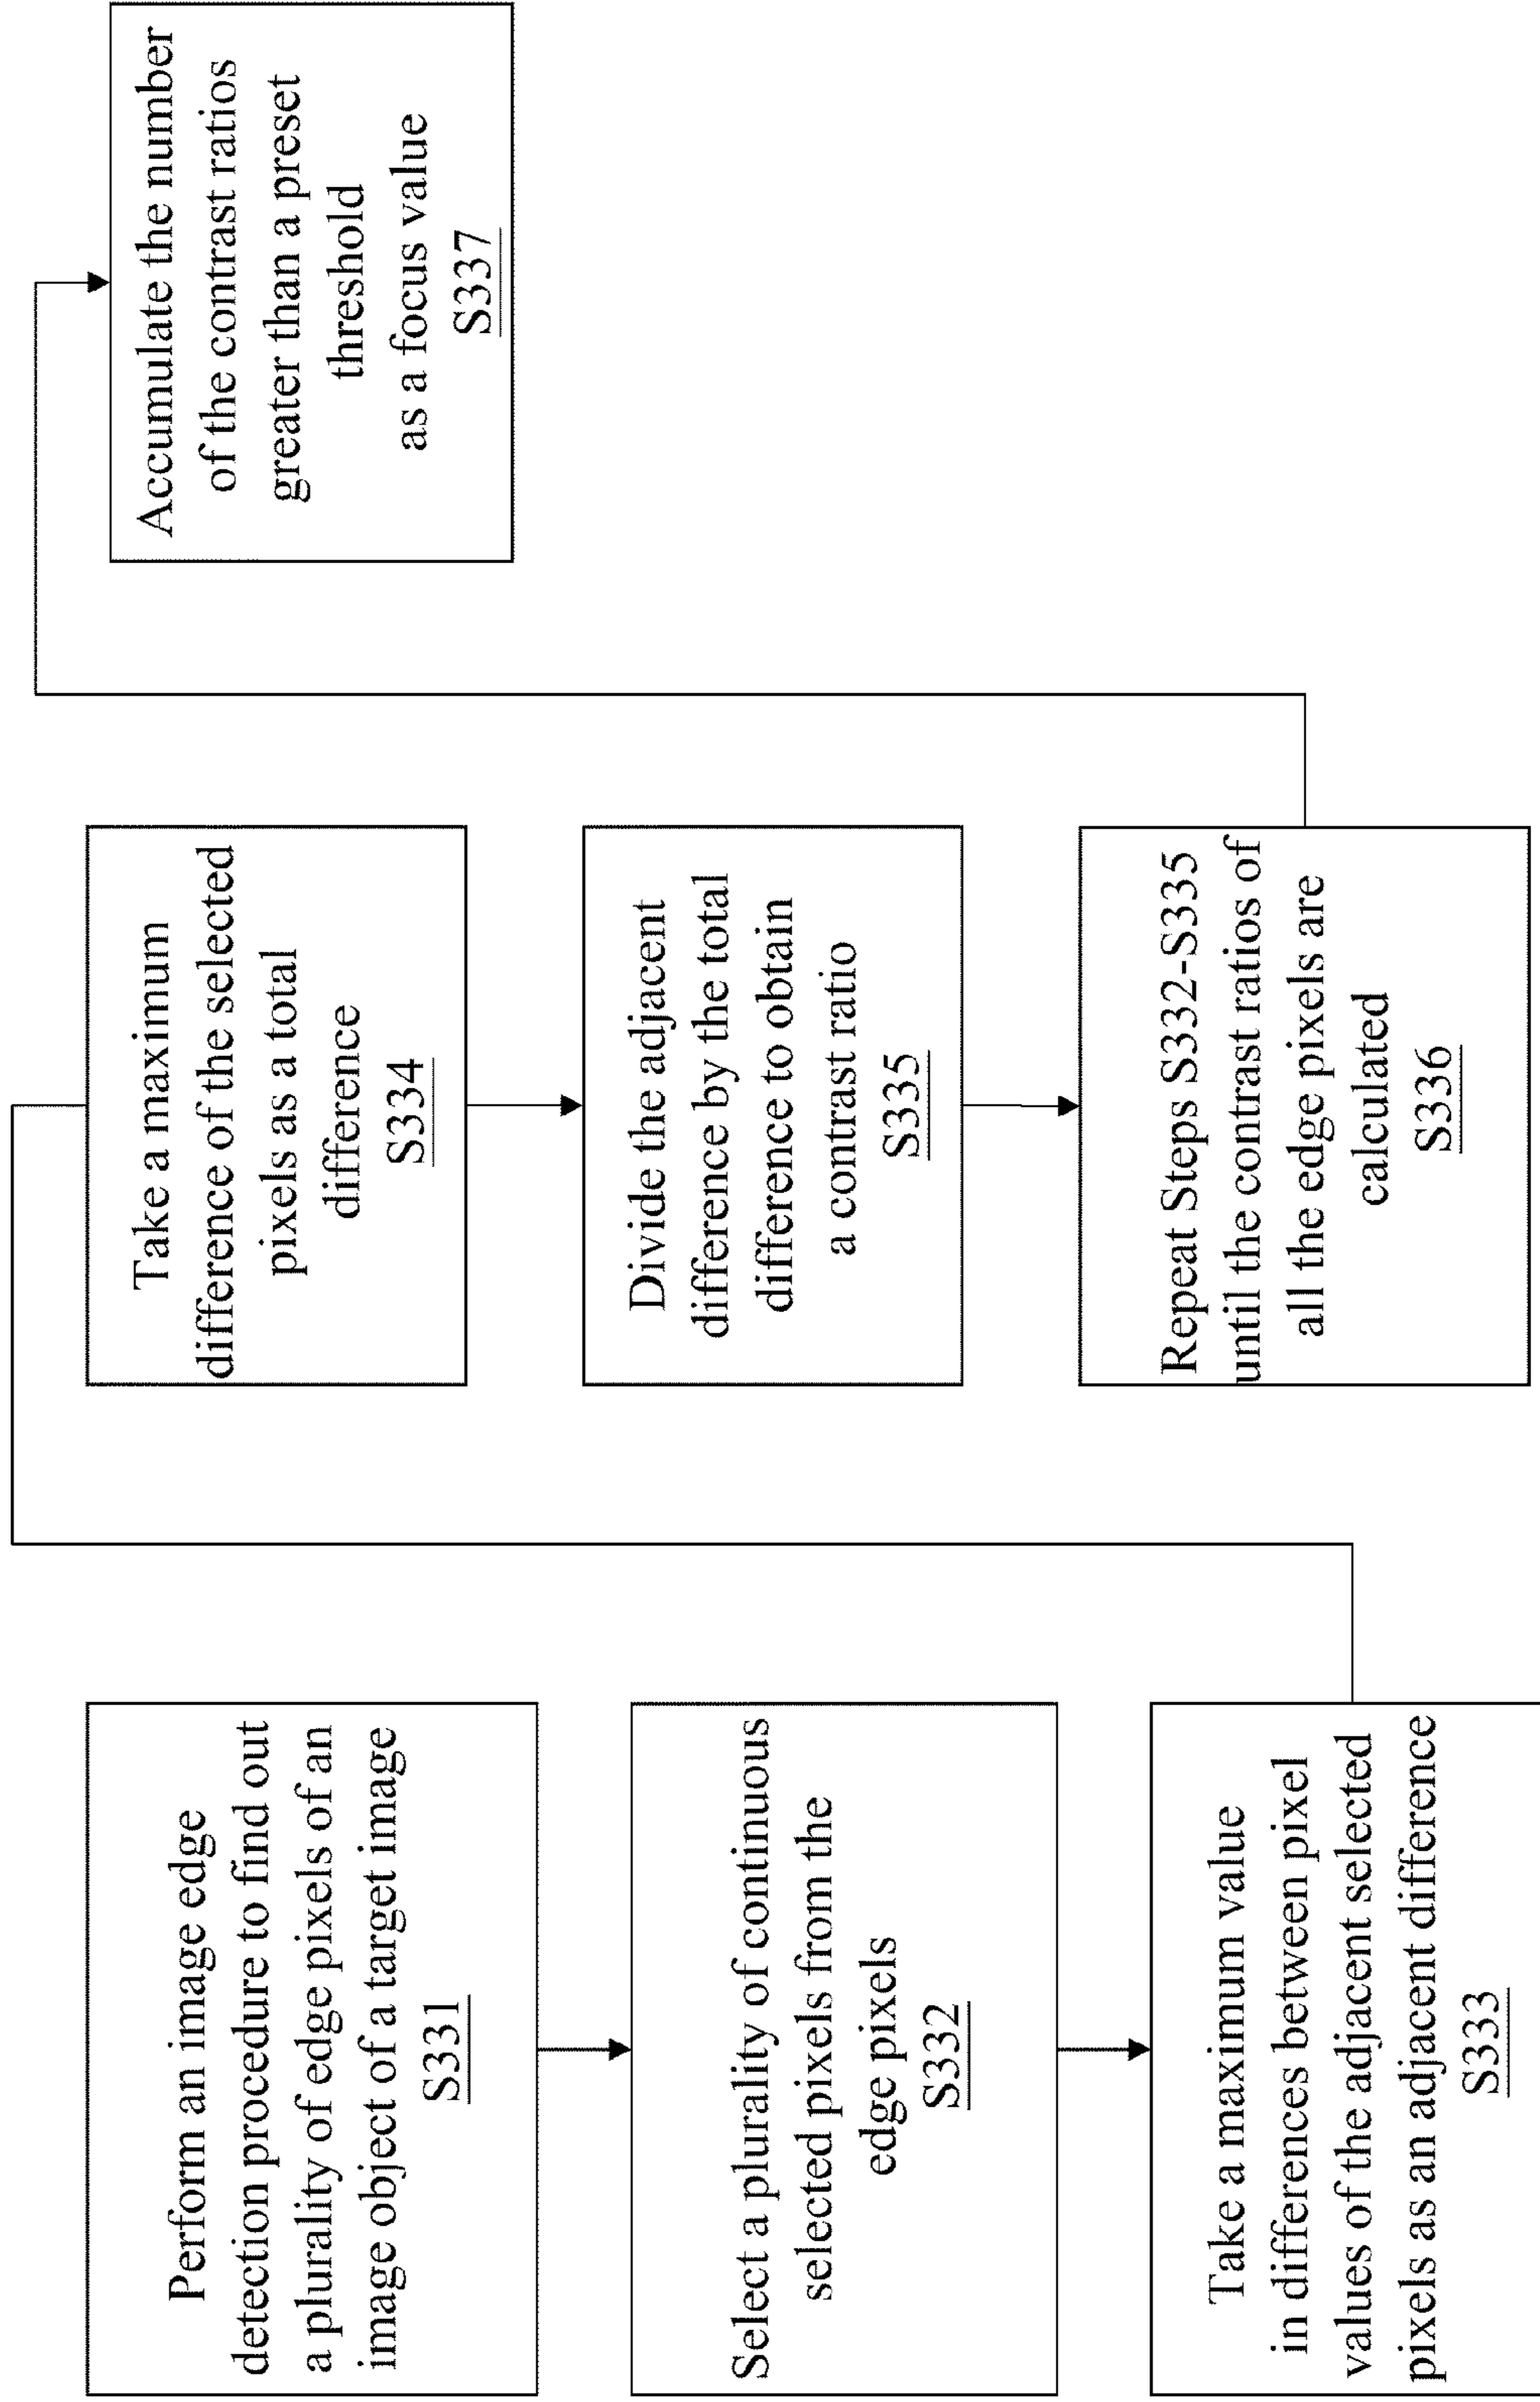 Perform an image edge
detection procedure to find out
a plurality of edge pixels of an
image object of a target image
S331
Select a plurality of continuous
selected pixels from the
edge pixels
S332
Take a maximum value
in differences between pixel
values of the adjacent selected
pixels as an adjacent difference
S333
Take a maximum
difference of the selected
pixels as a total
difference
S334
Divide the adjacent
difference by the total
difference to obtain
a contrast ratio
S335
Repeat Steps S332-S335
until the contrast ratios of
all the edge pixels are
calculated
S336
Accumulate the number
of the contrast ratios
greater than a preset
threshold
as a focus value
S337